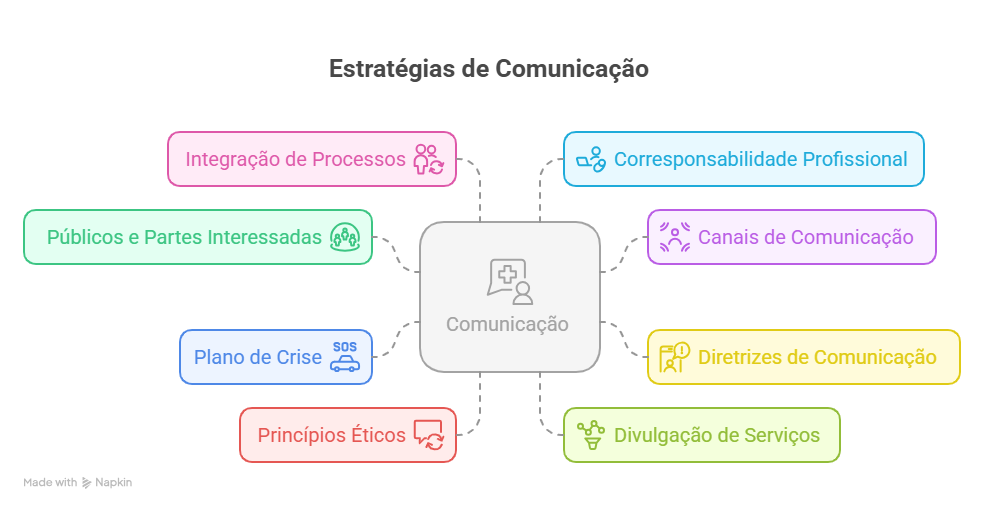 Estratégias de Comunicação
Integração de Processos
Corresponsabilidade Profissional
Públicos e Partes Interessadas
Canais de Comunicação
Comunicação
SOS
Plano de Crise
Diretrizes de Comunicação
Princípios Éticos
Divulgação de Serviços
Made with Napkin